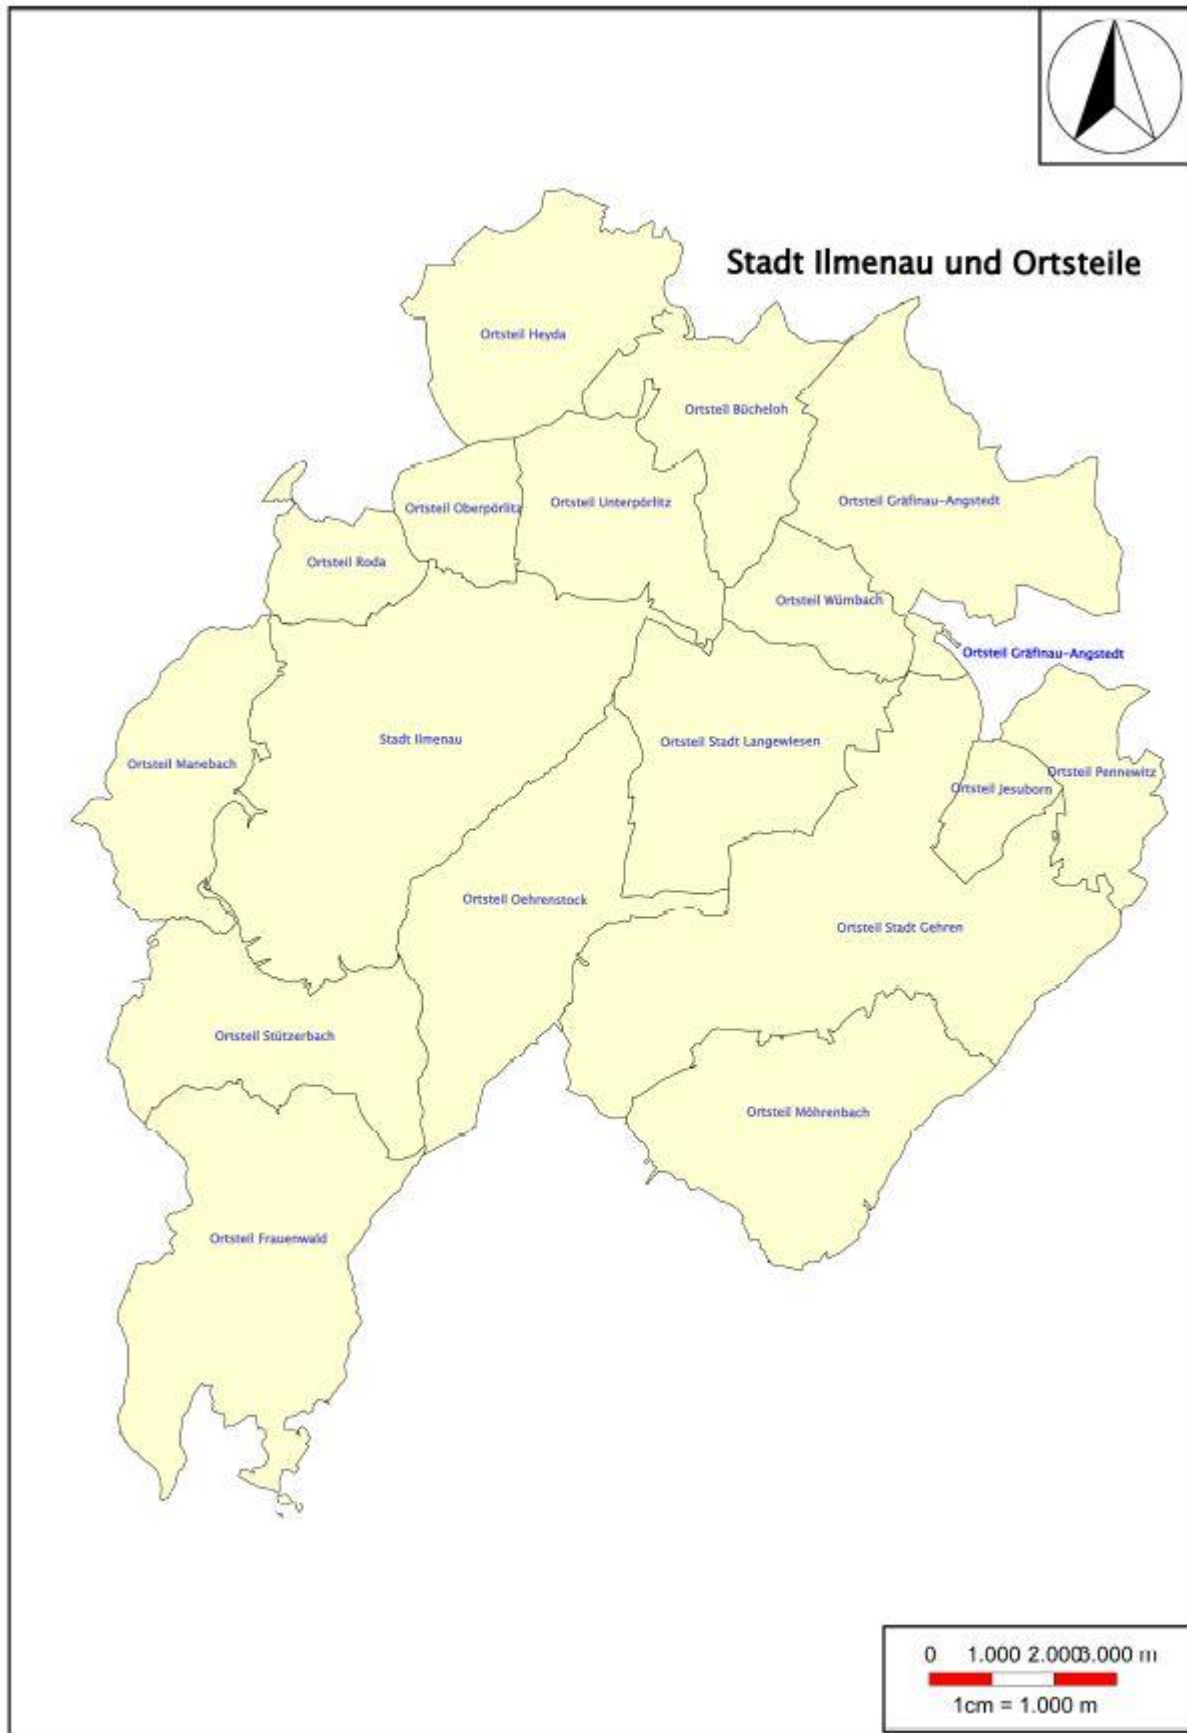 Stadt Ilmenau und Ortsteile
Ortsteil Heyda
Ortsteil Bücheloh
Ortsteil Gräfinau-Angstedt
Ortsteil Unterpörlitz
Ortsteil Oberpörlitz
Ortsteil Roda
Ortsteil Wümbach
Ortsteil Gräfinau-Angstedt
Stadt Ilmenau
Ortsteil Stadt Langewiesen
Ortsteil Manebach
Ortsteil Pennewitz
Ortsteil Jesuborn
Ortsteil Oehrenstock
Ortsteil Stadt Gehren
Ortsteil Stützerbach
Ortsteil Möhrenbach
Ortsteil Frauenwald
0 1.000 2.000 3.000 m
1cm = 1.000 m